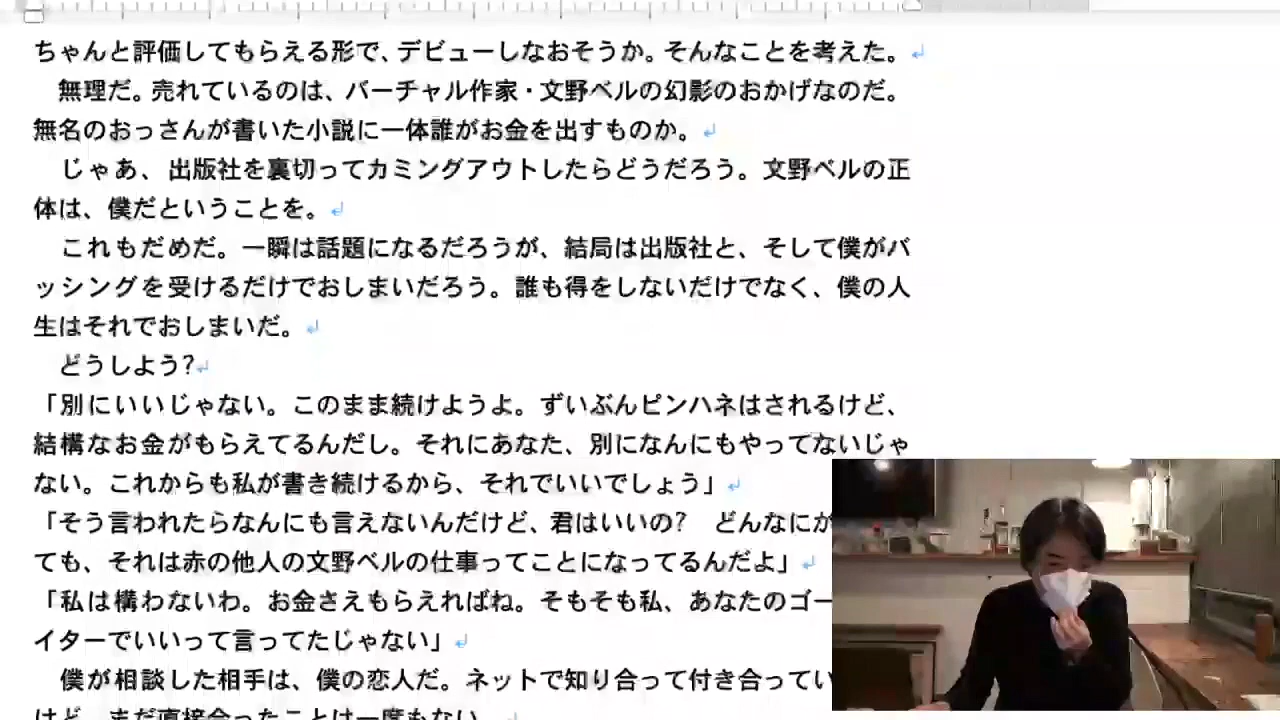 ちゃんと評価してもらえる形で、デビューしなおそうか。そんなことを考えた。
無理だ。売れているのは、バーチャル作家・文野ベルの幻影のおかげなのだ。
無名のおっさんが書いた小説に一体誰がお金を出すものか。
じゃあ、出版社を裏切ってカミングアウトしたらどうだろう。文野ベルの正
体は、僕だということを。
これもだめだ。一瞬は話題になるだろうが、結局は出版社と、そして僕がバ
ッシングを受けるだけでおしまいだろう。誰も得をしないだけでなく、僕の人
生はそれでおしまいだ。
どうしよう?
「別にいいじゃない。このまま続けようよ。ずいぶんピンハネはされるけど、
結構なお金がもらえてるんだし。それにあなた、別になんにもやってないじゃ
ない。これからも私が書き続けるから、それでいいでしょう」
「そう言われたらなんにも言えないんだけど、君はいいの?　どんなにが
ても、それは赤の他人の文野ベルの仕事ってことになってるんだよ」
「私は構わないわ。お金さえもらえればね。そもそも私、あなたのゴー
イターでいいって言ってたじゃない」
僕が相談した相手は、僕の恋人だ。ネットで知り合って付き合ってい
けど、まだ直接会ったことは一度もない。